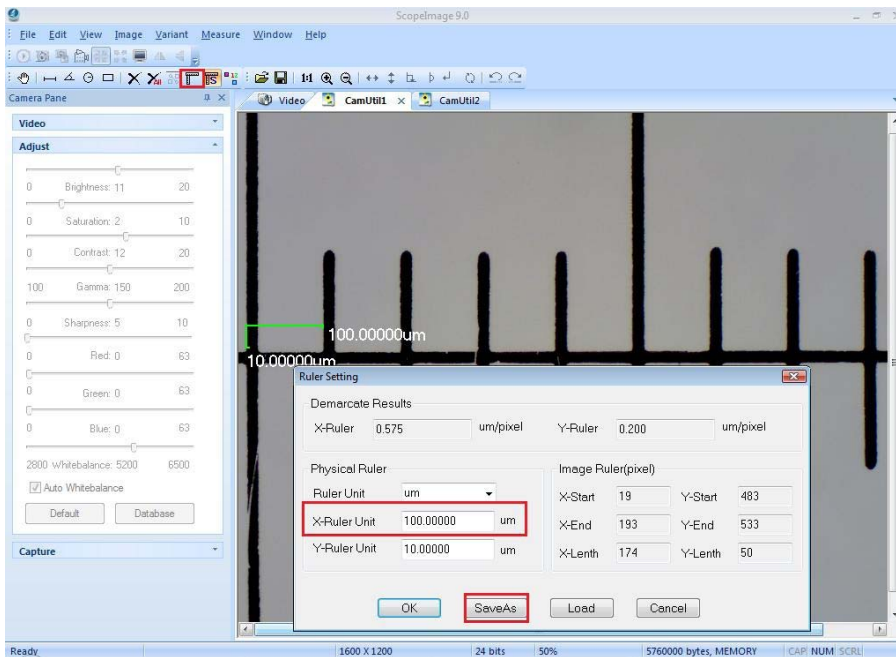 ScopeImage 9.0
File Edit View Image Variant Measure Window Help
1:1
Camera Pane
Video CamUtil1 CamUtil2
Video
Adjust
0 Brightness: 11 20
0 Saturation: 2 10
0 Contrast: 12 20
100 Gamma: 150 200
0 Sharpness: 5 10
0 Red: 0 63
0 Green: 0 63
0 Blue: 0 63
2800 Whitebalance: 5200 6500
Auto Whitebalance
Default Database
Capture
100.00000um
10.00000um
Ruler Setting
Demarcate Results
X-Ruler 0.575 um/pixel Y-Ruler 0.200 um/pixel
Physical Ruler
Ruler Unit um
X-Ruler Unit 100.00000 um
Y-Ruler Unit 10.00000 um
Image Ruler(pixel)
X-Start 19 Y-Start 483
X-End 193 Y-End 533
X-Lenth 174 Y-Lenth 50
OK SaveAs Load Cancel
Ready 1600 X 1200 24 bits 50% 5760000 bytes, MEMORY CAP NUM SCRL